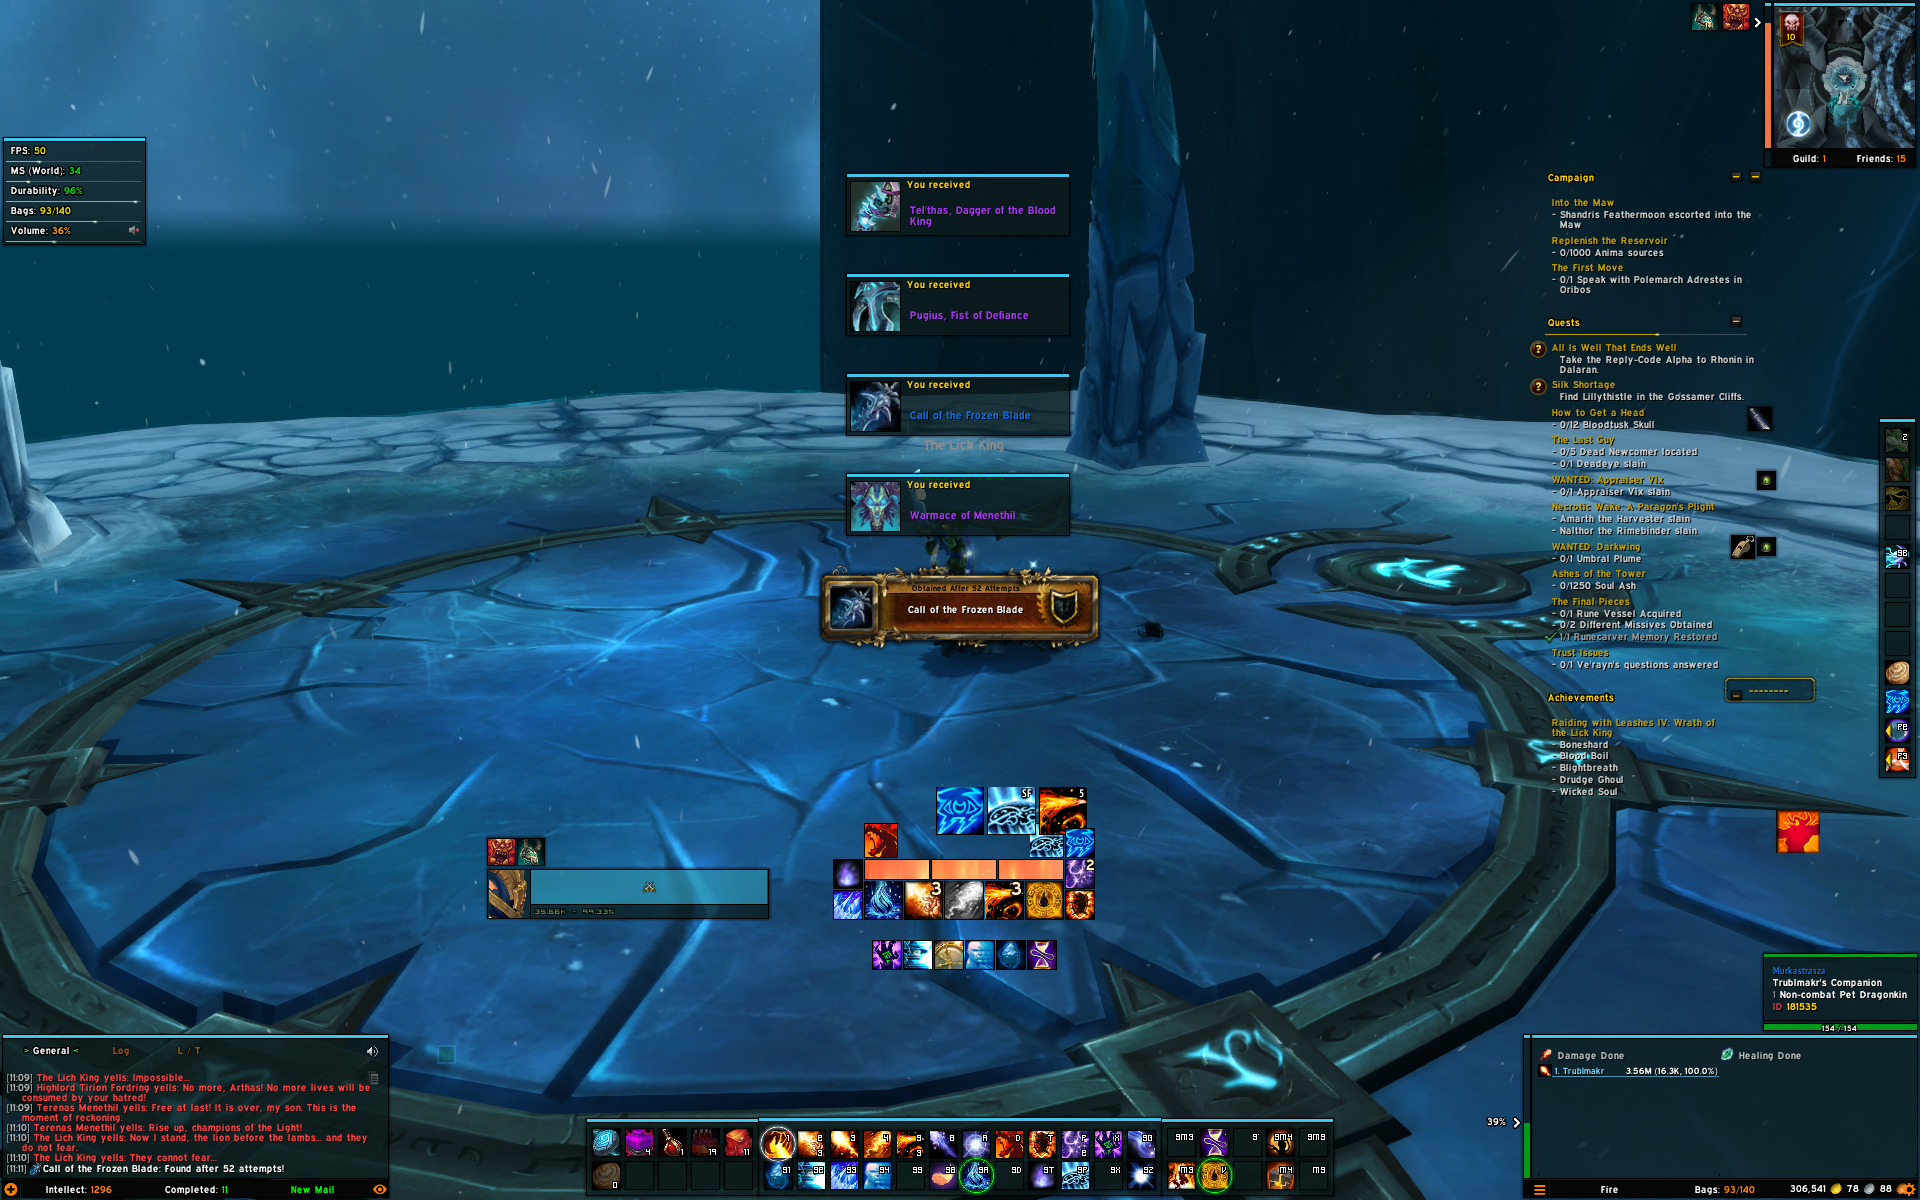 10
Guild: 1
Friends: 15
FPS: 50
MS (World): 34
Durability: 96%
Bags: 93/140
Volume: 36%
You received
Tel'thas, Dagger of the Blood
King
You received
Pugius, Fist of Defiance
You received
Call of the Frozen Blade
The Lick King
You received
Warmace of Menethil
Obtained After 52 Attempts
Call of the Frozen Blade
Campaign
Into the Maw
- Shandris Feathermoon escorted into the
Maw
Replenish the Reservoir
- 0/1000 Anima sources
The First Move
- 0/1 Speak with Polemarch Adrestes in
Oribos
Quests
All Is Well That Ends Well
Take the Reply-Code Alpha to Rhonin in
Dalaran.
Silk Shortage
Find Lillythistle in the Gossamer Cliffs.
How to Get a Head
- 0/12 Bloodtusk Skull
The Last Guy
- 0/5 Dead Newcomer located
- 0/1 Deadeye slain
WANTED: Appraiser Vix
- 0/1 Appraiser Vix slain
Necrotic Wake: A Paragon's Plight
- Amarth the Harvester slain
- Nalthor the Rimebinder slain
WANTED: Darkwing
- 0/1 Umbral Plume
Ashes of the Tower
- 0/1250 Soul Ash
The Final Pieces
- 0/1 Rune Vessel Acquired
- 0/2 Different Missives Obtained
1/1 Runecarver Memory Restored
Trust Issues
- 0/1 Ve'rayn's questions answered
--------
Achievements
Raiding with Leashes IV: Wrath of
the Lick King
- Boneshard
- Blood Boil
- Blightbreath
- Drudge Ghoul
- Wicked Soul
SF
5
2
3
3
35.66K - 99.33%
Murkastrasza
Trublmakr's Companion
1 Non-combat Pet Dragonkin
ID 181535
154 / 154
> General <
Log
L / T
[11:09] The Lich King yells: Impossible...
[11:09] Highlord Tirion Fordring yells: No more, Arthas! No more lives will be
consumed by your hatred!
[11:09] Terenas Menethil yells: Free at last! It is over, my son. This is the
moment of reckoning.
[11:10] Terenas Menethil yells: Rise up, champions of the Light!
[11:10] The Lich King yells: Now I stand, the lion before the lambs... and they
do not fear.
[11:10] The Lich King yells: They cannot fear...
[11:11] Call of the Frozen Blade: Found after 52 attempts!
Intellect: 1296
Completed: 11
New Mail
Damage Done
Healing Done
1. Trublmakr
3.56M (16.3K, 100.0%)
39%
Fire
Bags: 93/140
306,541 78 88